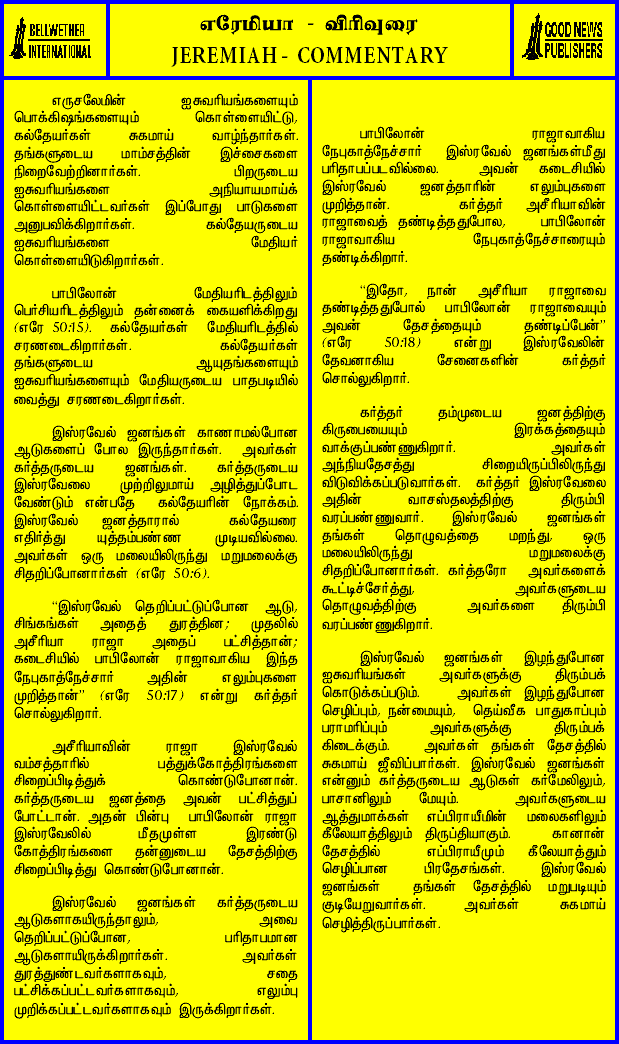 BELLWETHER
INTERNATIONAL
எரேமியா - விரிவுரை
JEREMIAH - COMMENTARY
GOOD NEWS
PUBLISHERS
எருசலேமின் ஐசுவரியங்களையும்
பொக்கிஷங்களையும் கொள்ளையிட்டு,
கல்தேயர்கள் சுகமாய் வாழ்ந்தார்கள்.
தங்களுடைய மாம்சத்தின் இச்சைகளை
நிறைவேற்றினார்கள். பிறருடைய
ஐசுவரியங்களை அநியாயமாய்க்
கொள்ளையிட்டவர்கள் இப்போது பாடுகளை
அனுபவிக்கிறார்கள். கல்தேயருடைய
ஐசுவரியங்களை மேதியர்
கொள்ளையிடுகிறார்கள்.
பாபிலோன் மேதியரிடத்திலும்
பெர்சியரிடத்திலும் தன்னைக் கையளிக்கிறது
(எரே 50:15). கல்தேயர்கள் மேதியரிடத்தில்
சரணடைகிறார்கள். கல்தேயர்கள்
தங்களுடைய ஆயுதங்களையும்
ஐசுவரியங்களையும் மேதியருடைய பாதபடியில்
வைத்து சரணடைகிறார்கள்.
இஸ்ரவேல் ஜனங்கள் காணாமல்போன
ஆடுகளைப் போல இருந்தார்கள். அவர்கள்
கர்த்தருடைய ஜனங்கள். கர்த்தருடைய
இஸ்ரவேலை முற்றிலுமாய் அழித்துப்போட
வேண்டும் என்பதே கல்தேயரின் நோக்கம்.
இஸ்ரவேல் ஜனத்தாரால் கல்தேயரை
எதிர்த்து யுத்தம்பண்ண முடியவில்லை.
அவர்கள் ஒரு மலையிலிருந்து மறுமலைக்கு
சிதறிப்போனார்கள் (எரே 50:6).
"இஸ்ரவேல் தெறிப்பட்டுப்போன ஆடு,
சிங்கங்கள் அதைத் துரத்தின; முதலில்
அசீரியா ராஜா அதைப் பட்சித்தான்;
கடைசியில் பாபிலோன் ராஜாவாகிய இந்த
நேபுகாத்நேச்சார் அதின் எலும்புகளை
முறித்தான்" (எரே 50:17) என்று கர்த்தர்
சொல்லுகிறார்.
அசீரியாவின் ராஜா இஸ்ரவேல்
வம்சத்தாரில் பத்துக்கோத்திரங்களை
சிறைப்பிடித்துக் கொண்டுபோனான்.
கர்த்தருடைய ஜனத்தை அவன் பட்சித்துப்
போட்டான். அதன் பின்பு பாபிலோன் ராஜா
இஸ்ரவேலில் மீதமுள்ள இரண்டு
கோத்திரங்களை தன்னுடைய தேசத்திற்கு
சிறைப்பிடித்து கொண்டுபோனான்.
இஸ்ரவேல் ஜனங்கள் கர்த்தருடைய
ஆடுகளாகயிருந்தாலும், அவை
தெறிப்பட்டுப்போன, பரிதாபமான
ஆடுகளாயிருக்கிறார்கள். அவர்கள்
துரத்துண்டவர்களாகவும், சதை
பட்சிக்கப்பட்டவர்களாகவும், எலும்பு
முறிக்கப்பட்டவர்களாகவும் இருக்கிறார்கள்.
பாபிலோன் ராஜாவாகிய
நேபுகாத்நேச்சார் இஸ்ரவேல் ஜனங்கள்மீது
பரிதாபப்படவில்லை. அவன் கடைசியில்
இஸ்ரவேல் ஜனத்தாரின் எலும்புகளை
முறித்தான். கர்த்தர் அசீரியாவின்
ராஜாவைத் தண்டித்ததுபோல, பாபிலோன்
ராஜாவாகிய நேபுகாத்நேச்சாரையும்
தண்டிக்கிறார்.
"இதோ, நான் அசீரியா ராஜாவை
தண்டித்ததுபோல் பாபிலோன் ராஜாவையும்
அவன் தேசத்தையும் தண்டிப்பேன்"
(எரே 50:18) என்று இஸ்ரவேலின்
தேவனாகிய சேனைகளின் கர்த்தர்
சொல்லுகிறார்.
கர்த்தர் தம்முடைய ஜனத்திற்கு
கிருபையையும் இரக்கத்தையும்
வாக்குப்பண்ணுகிறார். அவர்கள்
அந்நியதேசத்து சிறையிருப்பிலிருந்து
விடுவிக்கப்படுவார்கள். கர்த்தர் இஸ்ரவேலை
அதின் வாசஸ்தலத்திற்கு திரும்பி
வரப்பண்ணுவார். இஸ்ரவேல் ஜனங்கள்
தங்கள் தொழுவத்தை மறந்து, ஒரு
மலையிலிருந்து மறுமலைக்கு
சிதறிப்போனார்கள். கர்த்தரோ அவர்களைக்
கூட்டிச்சேர்த்து, அவர்களுடைய
தொழுவத்திற்கு அவர்களை திரும்பி
வரப்பண்ணுகிறார்.
இஸ்ரவேல் ஜனங்கள் இழந்துபோன
ஐசுவரியங்கள் அவர்களுக்கு திரும்பக்
கொடுக்கப்படும். அவர்கள் இழந்துபோன
செழிப்பும், நன்மையும், தெய்வீக பாதுகாப்பும்
பராமரிப்பும் அவர்களுக்கு திரும்பக்
கிடைக்கும். அவர்கள் தங்கள் தேசத்தில்
சுகமாய் ஜீவிப்பார்கள். இஸ்ரவேல் ஜனங்கள்
என்னும் கர்த்தருடைய ஆடுகள் கர்மேலிலும்,
பாசானிலும் மேயும். அவர்களுடைய
ஆத்துமாக்கள் எப்பிராயீமின் மலைகளிலும்
கீலேயாத்திலும் திருப்தியாகும். கானான்
தேசத்தில் எப்பிராயீமும் கீலேயாத்தும்
செழிப்பான பிரதேசங்கள். இஸ்ரவேல்
ஜனங்கள் தங்கள் தேசத்தில் மறுபடியும்
குடியேறுவார்கள். அவர்கள் சுகமாய்
செழித்திருப்பார்கள்.